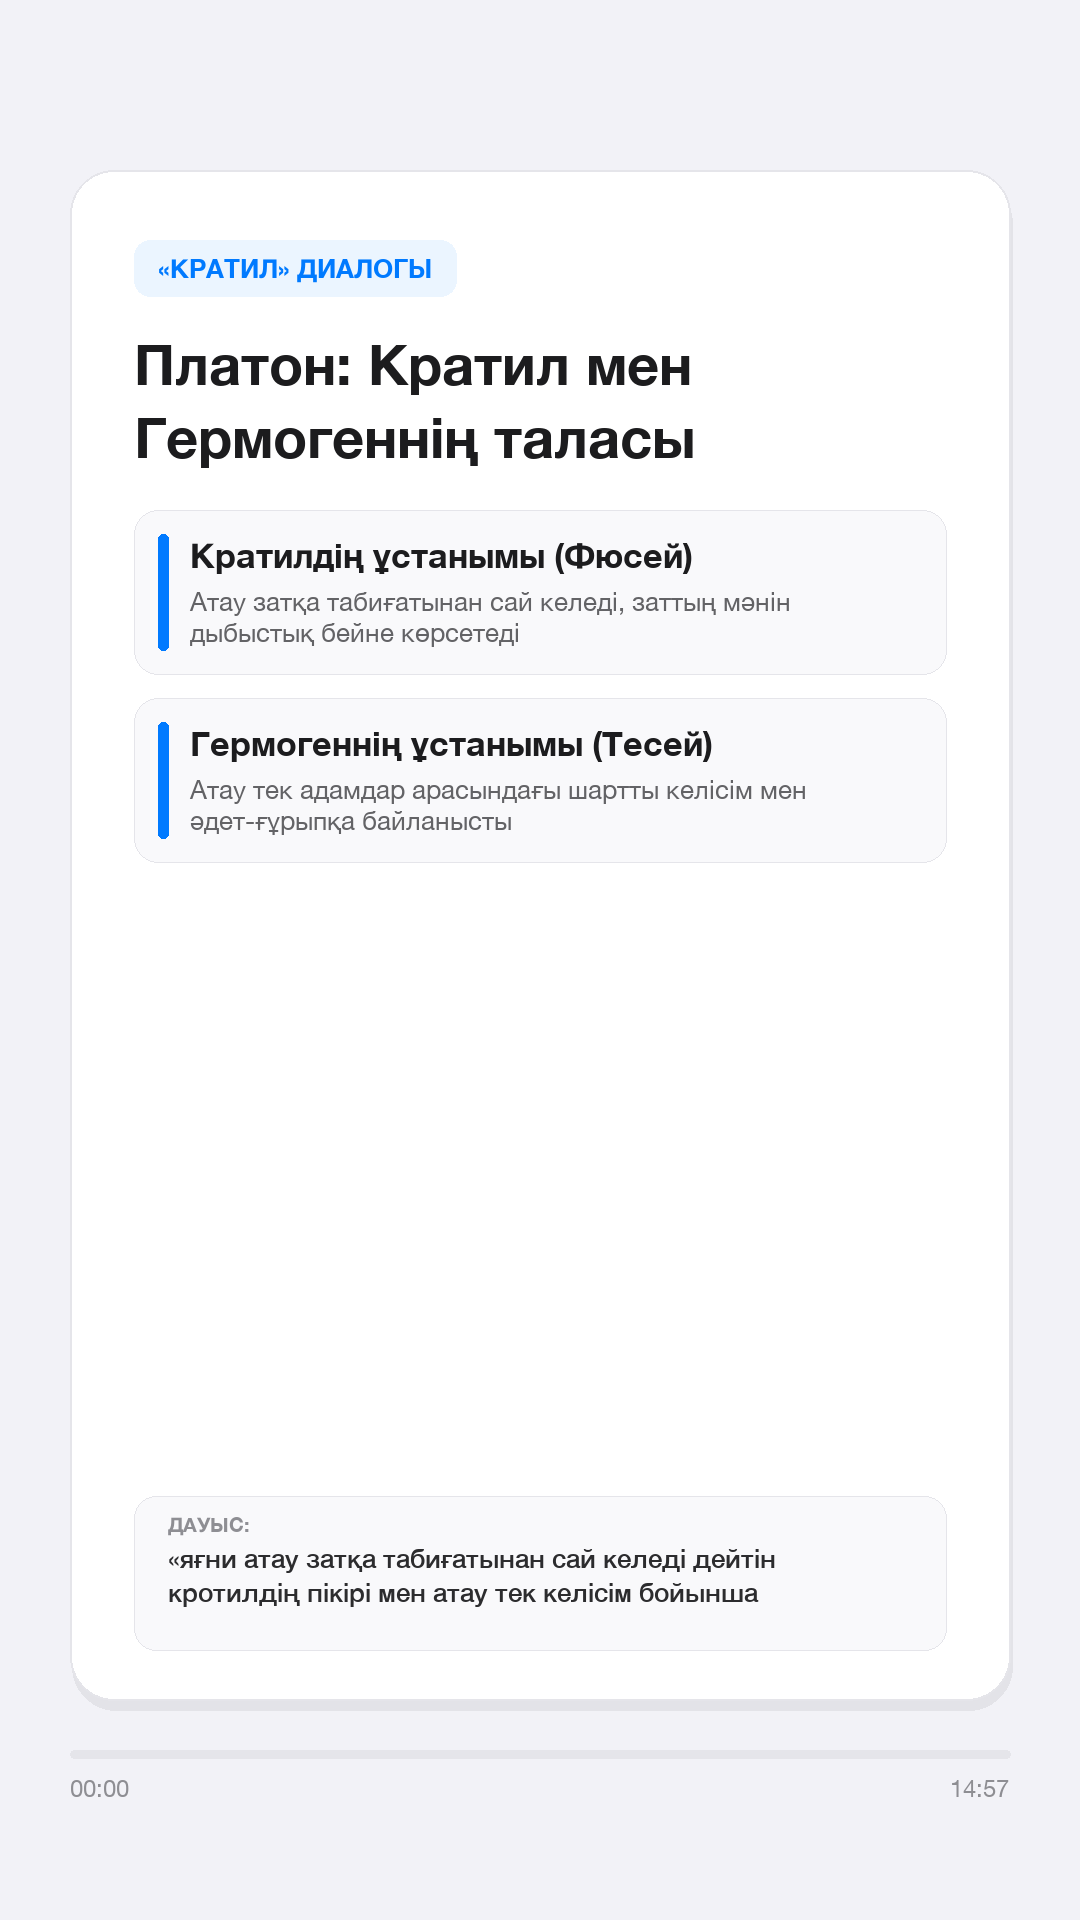 «КРАТИЛ» ДИАЛОГЫ
Платон: Кратил мен
Гермогеннің таласы
Кратилдің ұстанымы (Фюсей)
Атау затқа табиғатынан сай келеді, заттың мәнін
дыбыстық бейне көрсетеді
Гермогеннің ұстанымы (Тесей)
Атау тек адамдар арасындағы шартты келісім мен
әдет-ғұрыпқа байланысты
ДАУЫС:
«яғни атау затқа табиғатынан сай келеді дейтін
кротилдің пікірі мен атау тек келісім бойынша
00:00
14:57